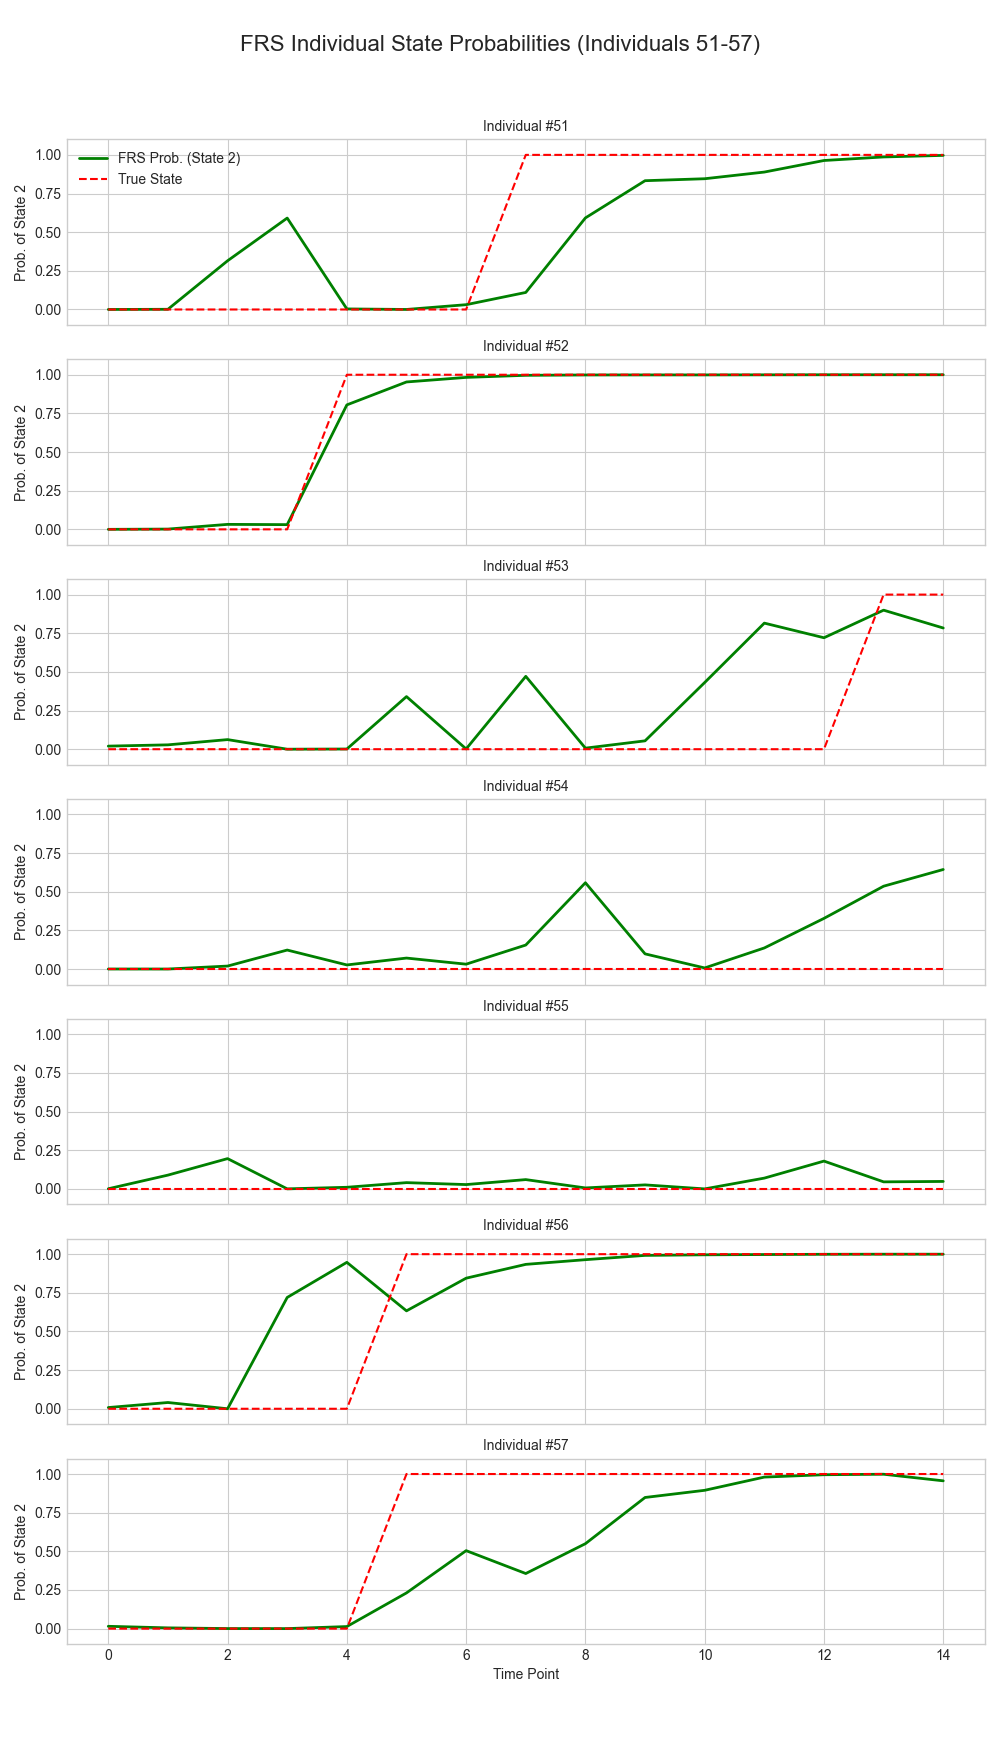 FRS Individual State Probabilities (Individuals 51-57)
Individual #51
FRS Prob. (State 2)
True State
1.00
0.75
0.50
0.25
0.00
Prob. of State 2
Individual #52
1.00
0.75
0.50
0.25
0.00
Prob. of State 2
Individual #53
1.00
0.75
0.50
0.25
0.00
Prob. of State 2
Individual #54
1.00
0.75
0.50
0.25
0.00
Prob. of State 2
Individual #55
1.00
0.75
0.50
0.25
0.00
Prob. of State 2
Individual #56
1.00
0.75
0.50
0.25
0.00
Prob. of State 2
Individual #57
1.00
0.75
0.50
0.25
0.00
Prob. of State 2
0 2 4 6 8 10 12 14
Time Point